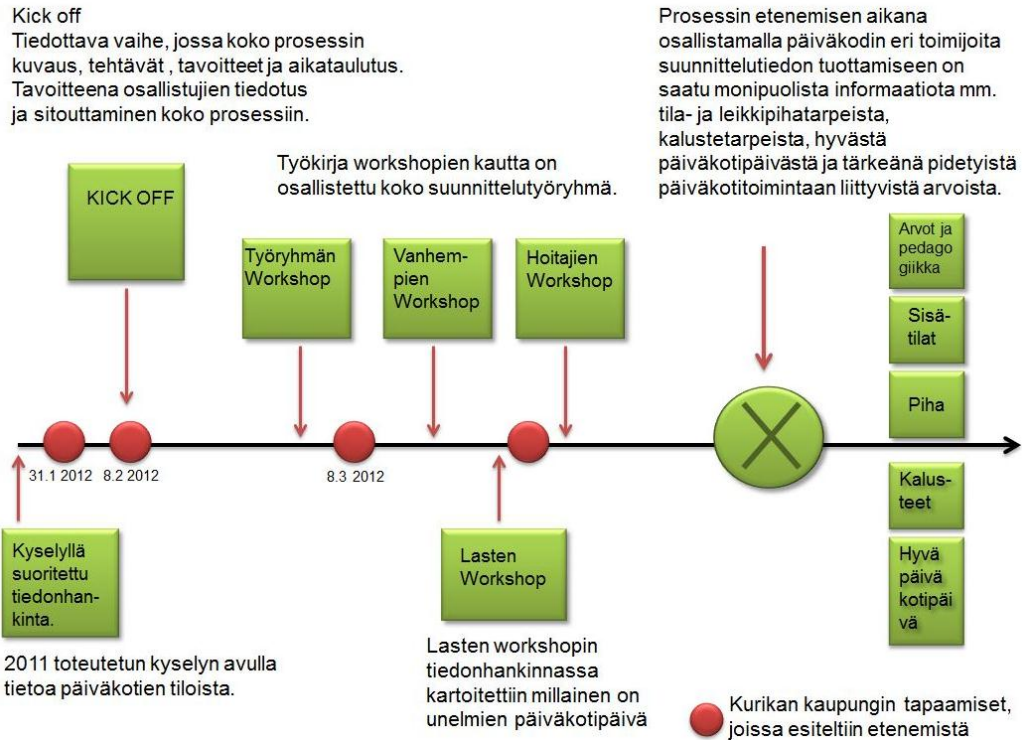 Kick off
Tiedottava vaihe, jossa koko prosessin
kuvaus, tehtävät , tavoitteet ja aikataulutus.
Tavoitteena osallistujien tiedotus
ja sitouttaminen koko prosessiin.
Prosessin etenemisen aikana
osallistamalla päiväkodin eri toimijoita
suunnittelutiedon tuottamiseen on
saatu monipuolista informaatiota mm.
tila- ja leikkipihatarpeista,
kalustetarpeista, hyvästä
päiväkotipäivästä ja tärkeänä pidetyistä
päiväkotitoimintaan liittyvistä arvoista.
Työkirja workshopien kautta on
osallistettu koko suunnittelutyöryhmä.
KICK OFF
Työryhmän
Workshop
Vanhem-
pien
Workshop
Hoitajien
Workshop
Arvot ja
pedago
giikka
Sisä-
tilat
Piha
31.1 2012
8.2 2012
8.3 2012
Kyselyllä
suoritettu
tiedonhan-
kinta.
Lasten
Workshop
Kalus-
teet
Hyvä
päivä
kotipäi
vä
2011 toteutetun kyselyn avulla
tietoa päiväkotien tiloista.
Lasten workshopin
tiedonhankinnassa
kartoitettiin millainen on
unelmien päiväkotipäivä
Kurikan kaupungin tapaamiset,
joissa esiteltiin etenemistä